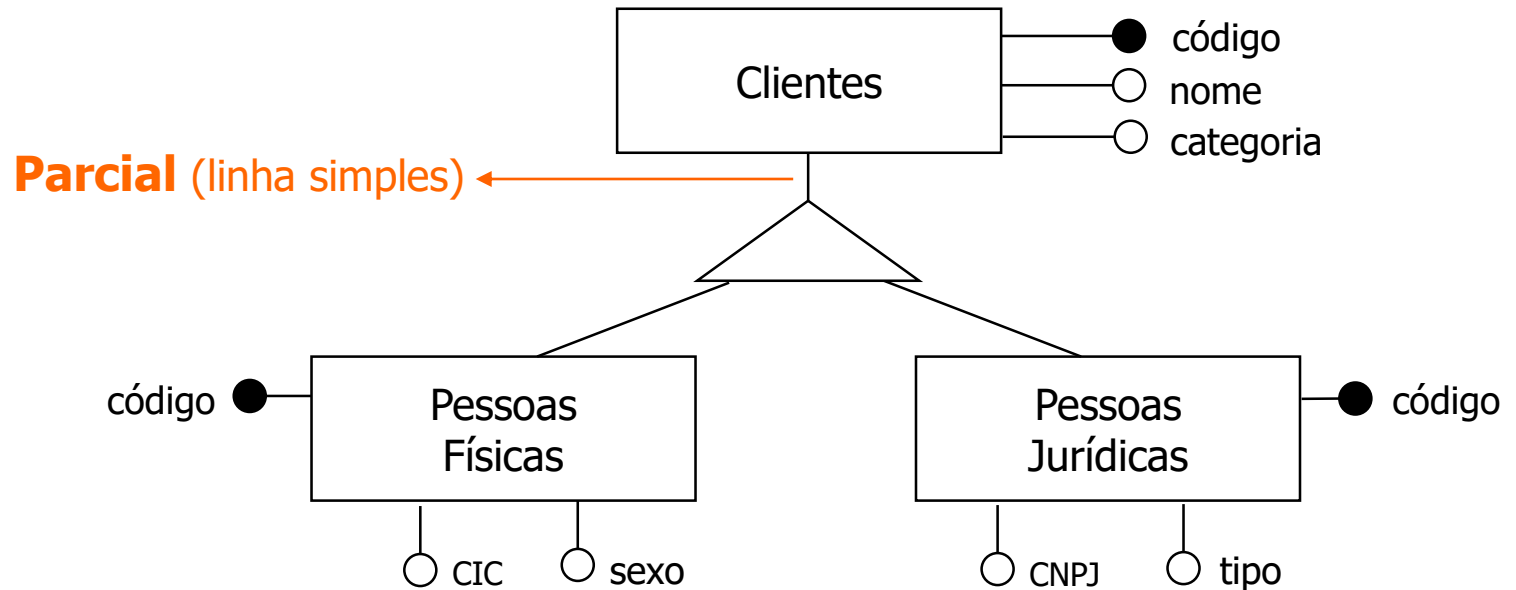 Clientes
código
nome
categoria
Parcial (linha simples)
código
Pessoas
Físicas
Pessoas
Jurídicas
código
CIC
sexo
CNPJ
tipo